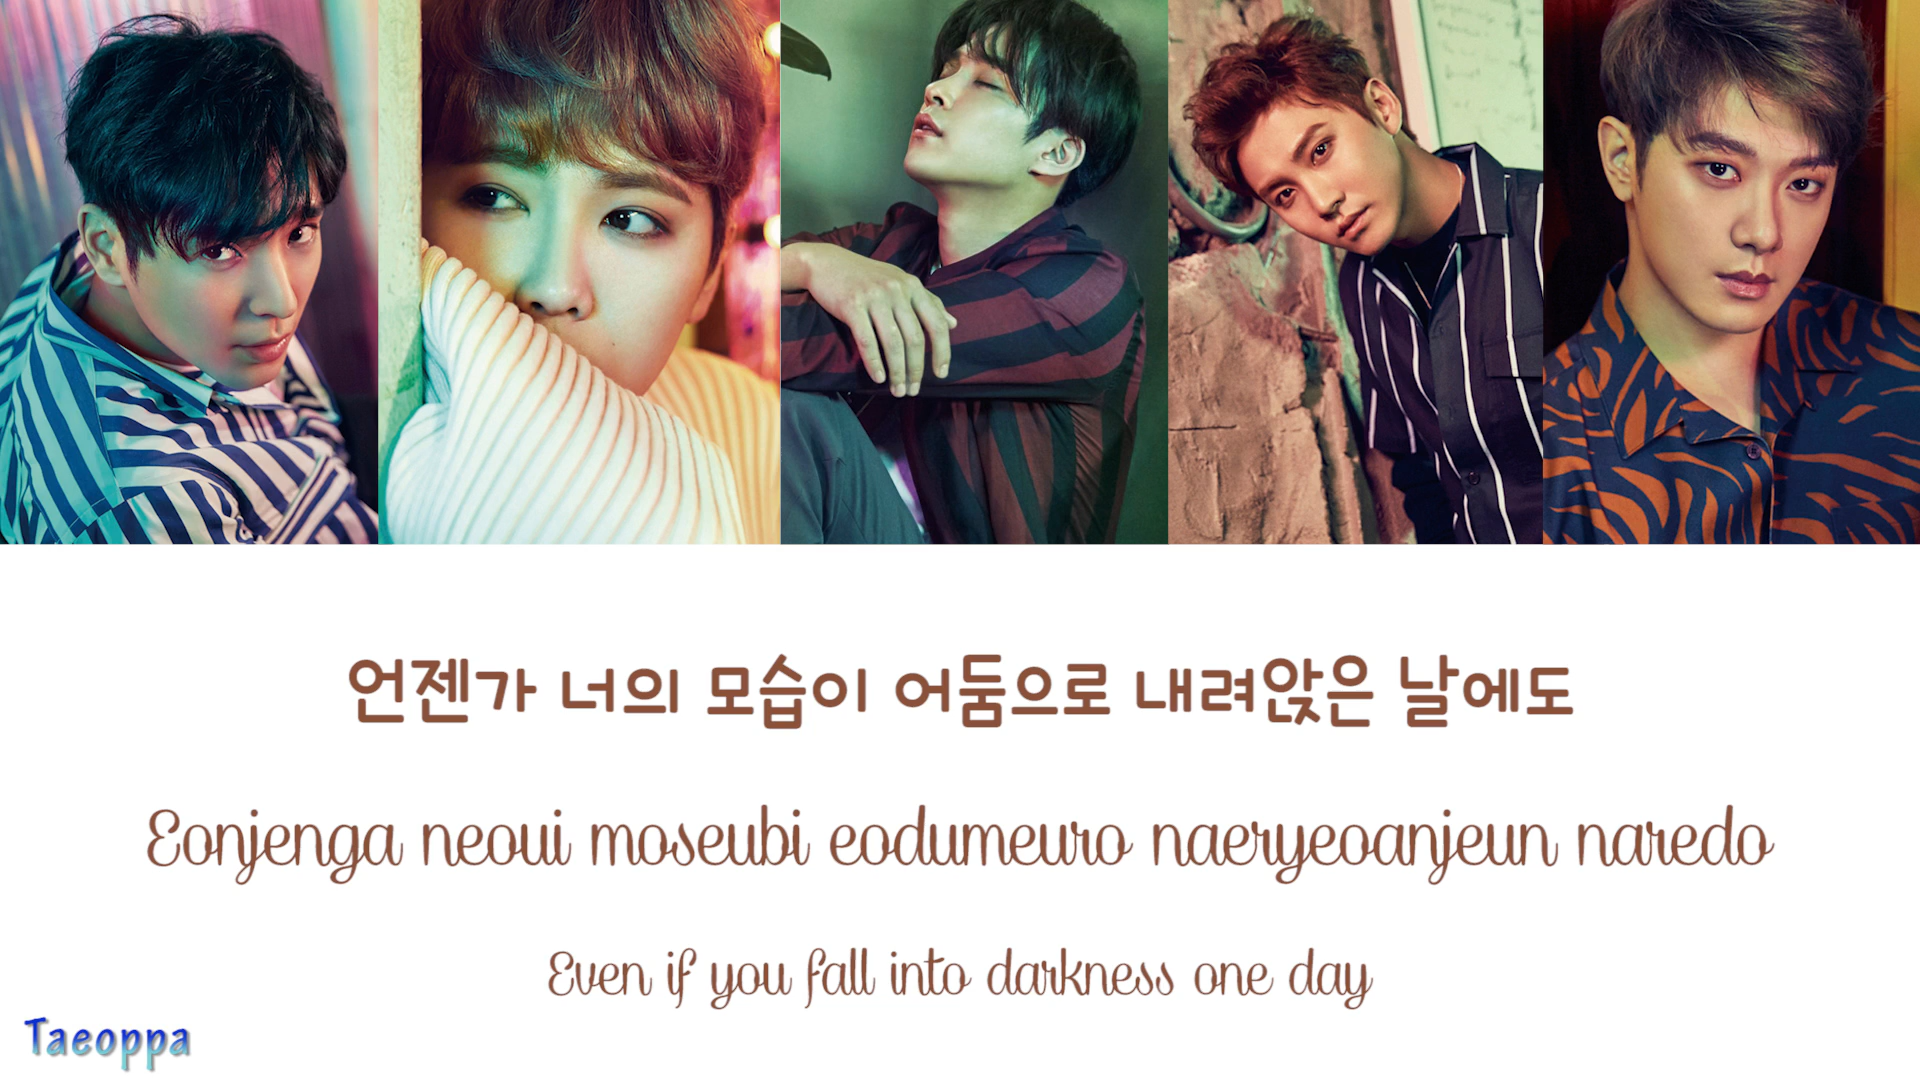 언젠가 너의 모습이 어둠으로 내려앉은 날에도
Eonjenga neoui moseubi eodumeuro naeryeoanjeun naredo
Even if you fall into darkness one day
Taeoppa